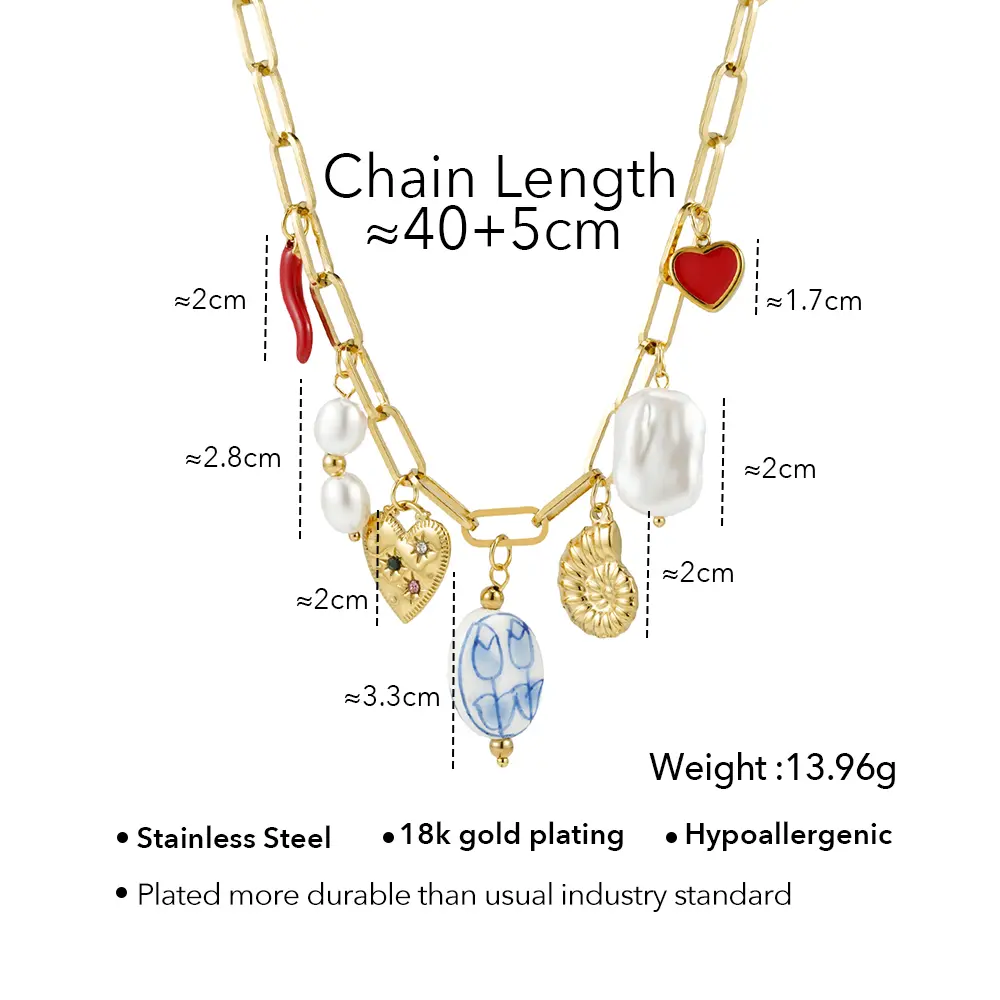 Chain Length
≈40+5cm
≈2cm
≈1.7cm
≈2.8cm
≈2cm
≈2cm
≈2cm
≈3.3cm
Weight :13.96g
• Stainless Steel
• 18k gold plating
• Hypoallergenic
• Plated more durable than usual industry standard